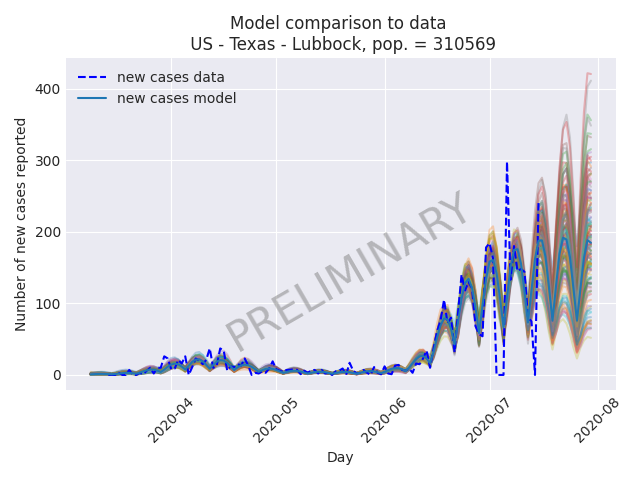 Model comparison to data
US - Texas - Lubbock, pop. = 310569
new cases data
new cases model
PRELIMINARY
Number of new cases reported
400
300
200
100
0
2020-04
2020-05
2020-06
2020-07
2020-08
Day